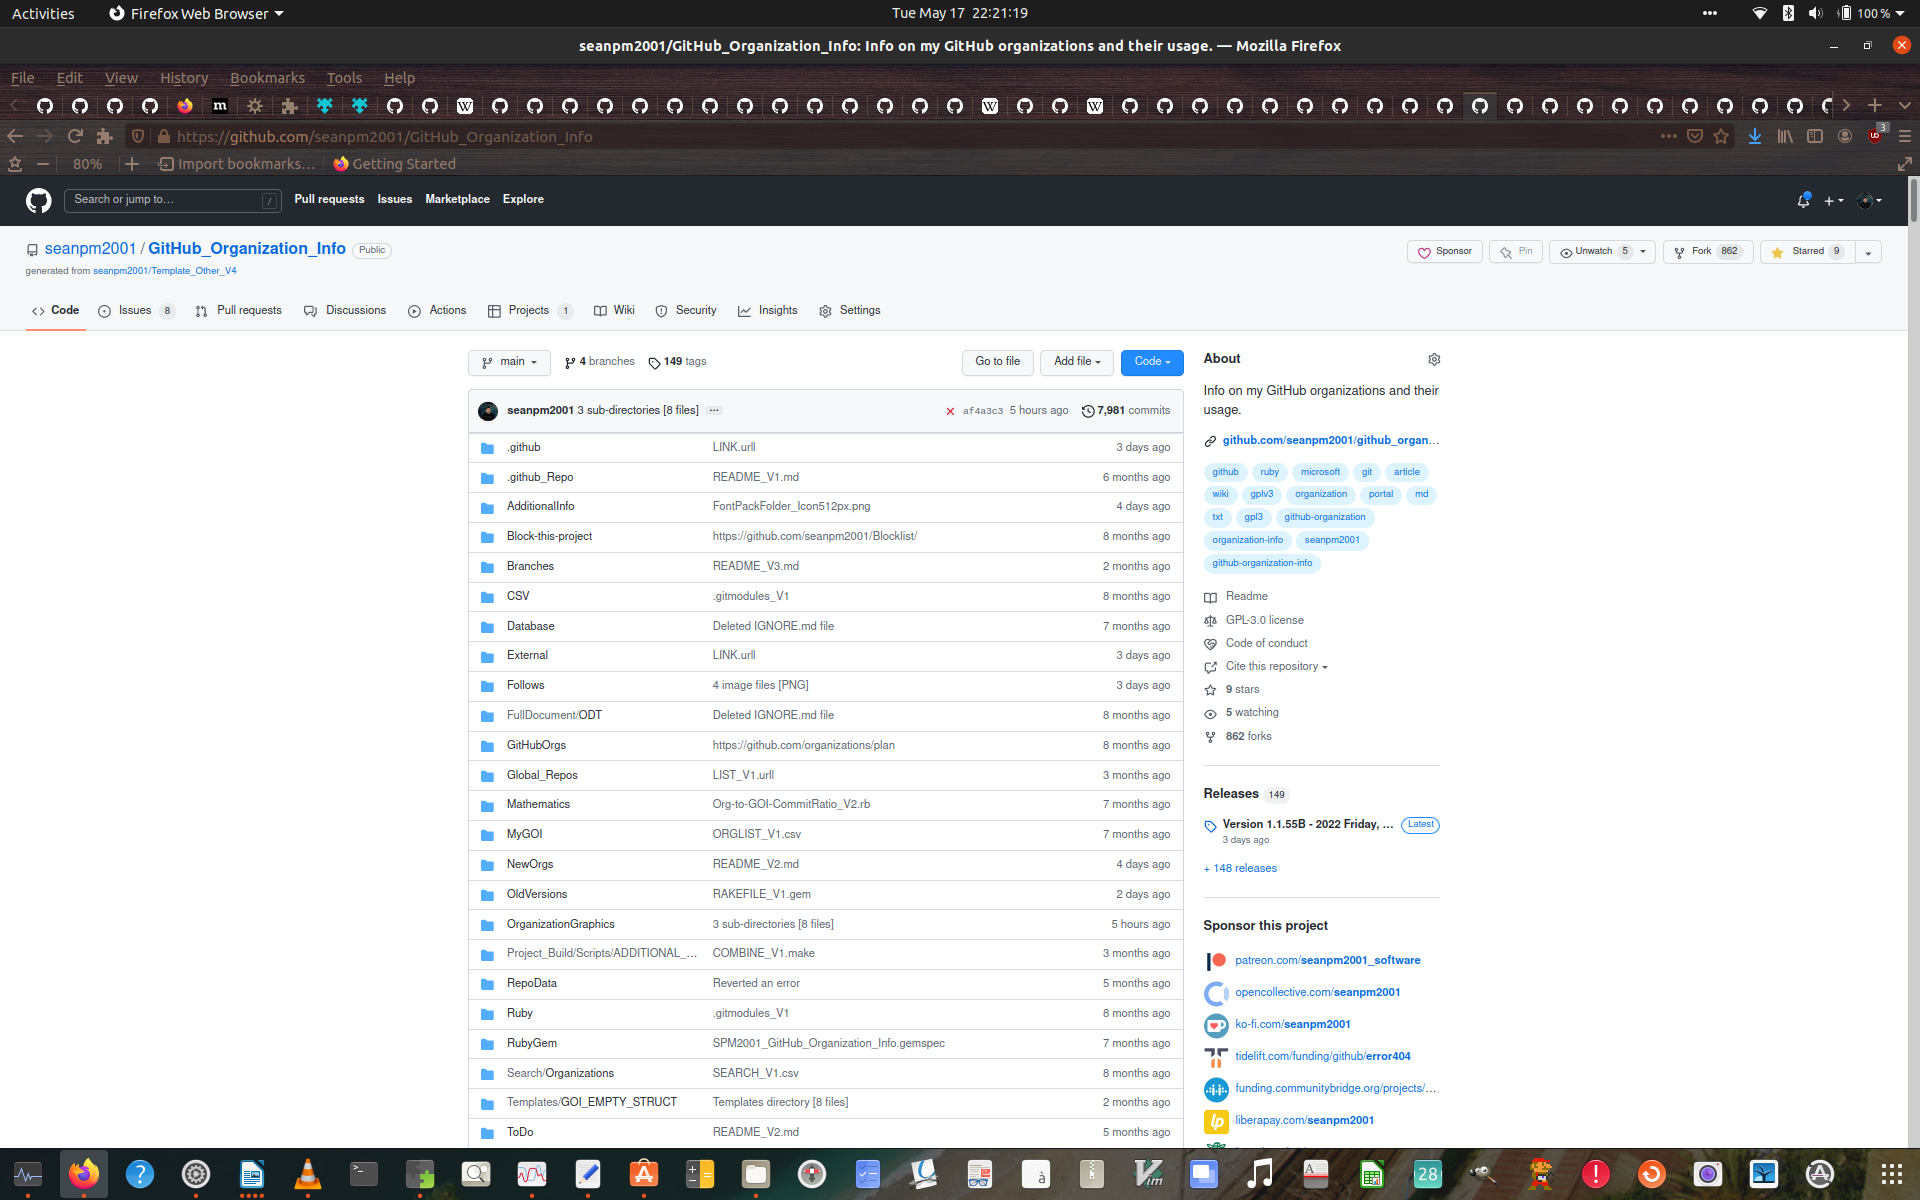 Activities Firefox Web Browser Tue May 17 22:21:19 100 %
seanpm2001/GitHub_Organization_Info: Info on my GitHub organizations and their usage. — Mozilla Firefox
File Edit View History Bookmarks Tools Help
https://github.com/seanpm2001/GitHub_Organization_Info 3
80% Import bookmarks... Getting Started
Search or jump to... / Pull requests Issues Marketplace Explore
seanpm2001 / GitHub_Organization_Info Public Sponsor Pin Unwatch 5 Fork 862 Starred 9
generated from seanpm2001/Template_Other_V4
Code Issues 8 Pull requests Discussions Actions Projects 1 Wiki Security Insights Settings
main 4 branches 149 tags Go to file Add file Code
seanpm2001 3 sub-directories [8 files] ... af4a3c3 5 hours ago 7,981 commits
.github LINK.urll 3 days ago
.github_Repo README_V1.md 6 months ago
AdditionalInfo FontPackFolder_Icon512px.png 4 days ago
Block-this-project https://github.com/seanpm2001/Blocklist/ 8 months ago
Branches README_V3.md 2 months ago
CSV .gitmodules_V1 8 months ago
Database Deleted IGNORE.md file 7 months ago
External LINK.urll 3 days ago
Follows 4 image files [PNG] 3 days ago
FullDocument/ODT Deleted IGNORE.md file 8 months ago
GitHubOrgs https://github.com/organizations/plan 8 months ago
Global_Repos LIST_V1.urll 3 months ago
Mathematics Org-to-GOI-CommitRatio_V2.rb 7 months ago
MyGOI ORGLIST_V1.csv 7 months ago
NewOrgs README_V2.md 4 days ago
OldVersions RAKEFILE_V1.gem 2 days ago
OrganizationGraphics 3 sub-directories [8 files] 5 hours ago
Project_Build/Scripts/ADDITIONAL_... COMBINE_V1.make 3 months ago
RepoData Reverted an error 5 months ago
Ruby .gitmodules_V1 8 months ago
RubyGem SPM2001_GitHub_Organization_Info.gemspec 7 months ago
Search/Organizations SEARCH_V1.csv 8 months ago
Templates/GOI_EMPTY_STRUCT Templates directory [8 files] 2 months ago
ToDo README_V2.md 5 months ago
About
Info on my GitHub organizations and their
usage.
github.com/seanpm2001/github_organ...
github ruby microsoft git article
wiki gplv3 organization portal md
txt gpl3 github-organization
organization-info seanpm2001
github-organization-info
Readme
GPL-3.0 license
Code of conduct
Cite this repository
9 stars
5 watching
862 forks
Releases 149
Version 1.1.55B - 2022 Friday, ... Latest
3 days ago
+ 148 releases
Sponsor this project
patreon.com/seanpm2001_software
opencollective.com/seanpm2001
ko-fi.com/seanpm2001
tidelift.com/funding/github/error404
funding.communitybridge.org/projects/...
lp liberapay.com/seanpm2001
28